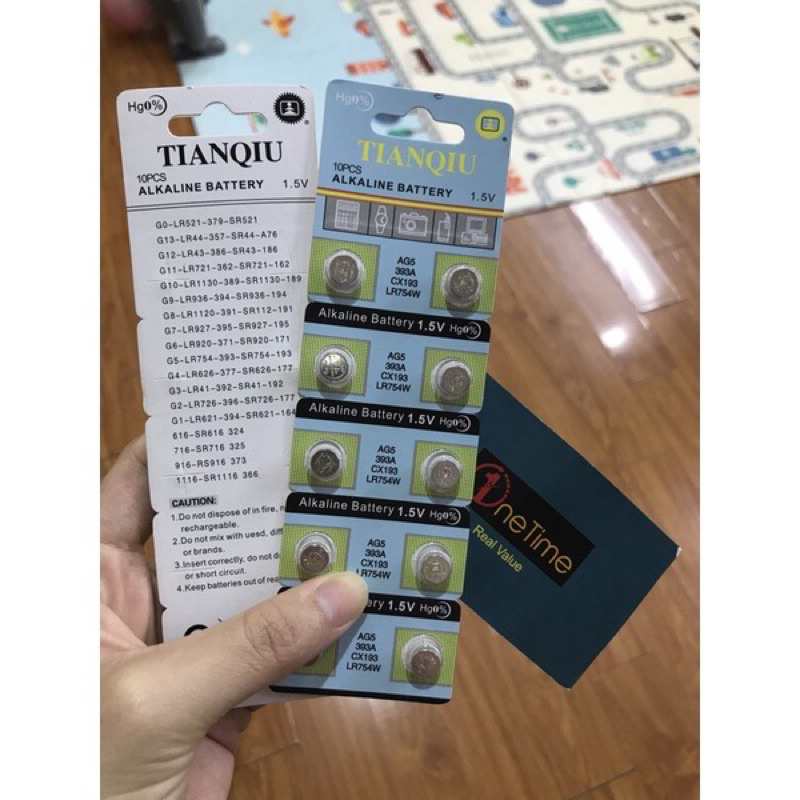 Hg0%
TIANQIU
10PCS
ALKALINE BATTERY 1.5V
G0-LR521-379-SR521
G13-LR44-357-SR44-A76
G12-LR43-386-SR43-186
G11-LR721-362-SR721-162
G10-LR1130-389-SR1130-189
G9-LR936-394-SR936-194
G8-LR1120-391-SR112-191
G7-LR927-395-SR927-195
G6-LR920-371-SR920-171
G5-LR754-393-SR754-193
G4-LR626-377-SR626-177
G3-LR41-392-SR41-192
G2-LR726-396-SR726-177
G1-LR621-394-SR621-164
616-SR616 324
716-SR716 325
916-RS916 373
1116-SR1116 366
CAUTION:
1.Do not dispose of in fire,
rechargeable.
2.Do not mix with uesd,
or brands.
3.Insert correctly, do not
or short circuit.
4.Keep batteries out of
Hg0%
TIANQIU
10PCS
ALKALINE BATTERY 1.5V
AG5
393A
CX193
LR754W
Alkaline Battery 1.5V Hg0%
AG5
393A
CX193
LR754W
Alkaline Battery 1.5V Hg0%
AG5
393A
CX193
LR754W
Alkaline Battery 1.5V Hg0%
AG5
393A
CX193
LR754W
1.5V Hg0%
AG5
393A
CX193
LR754W
OneTime
Real Value